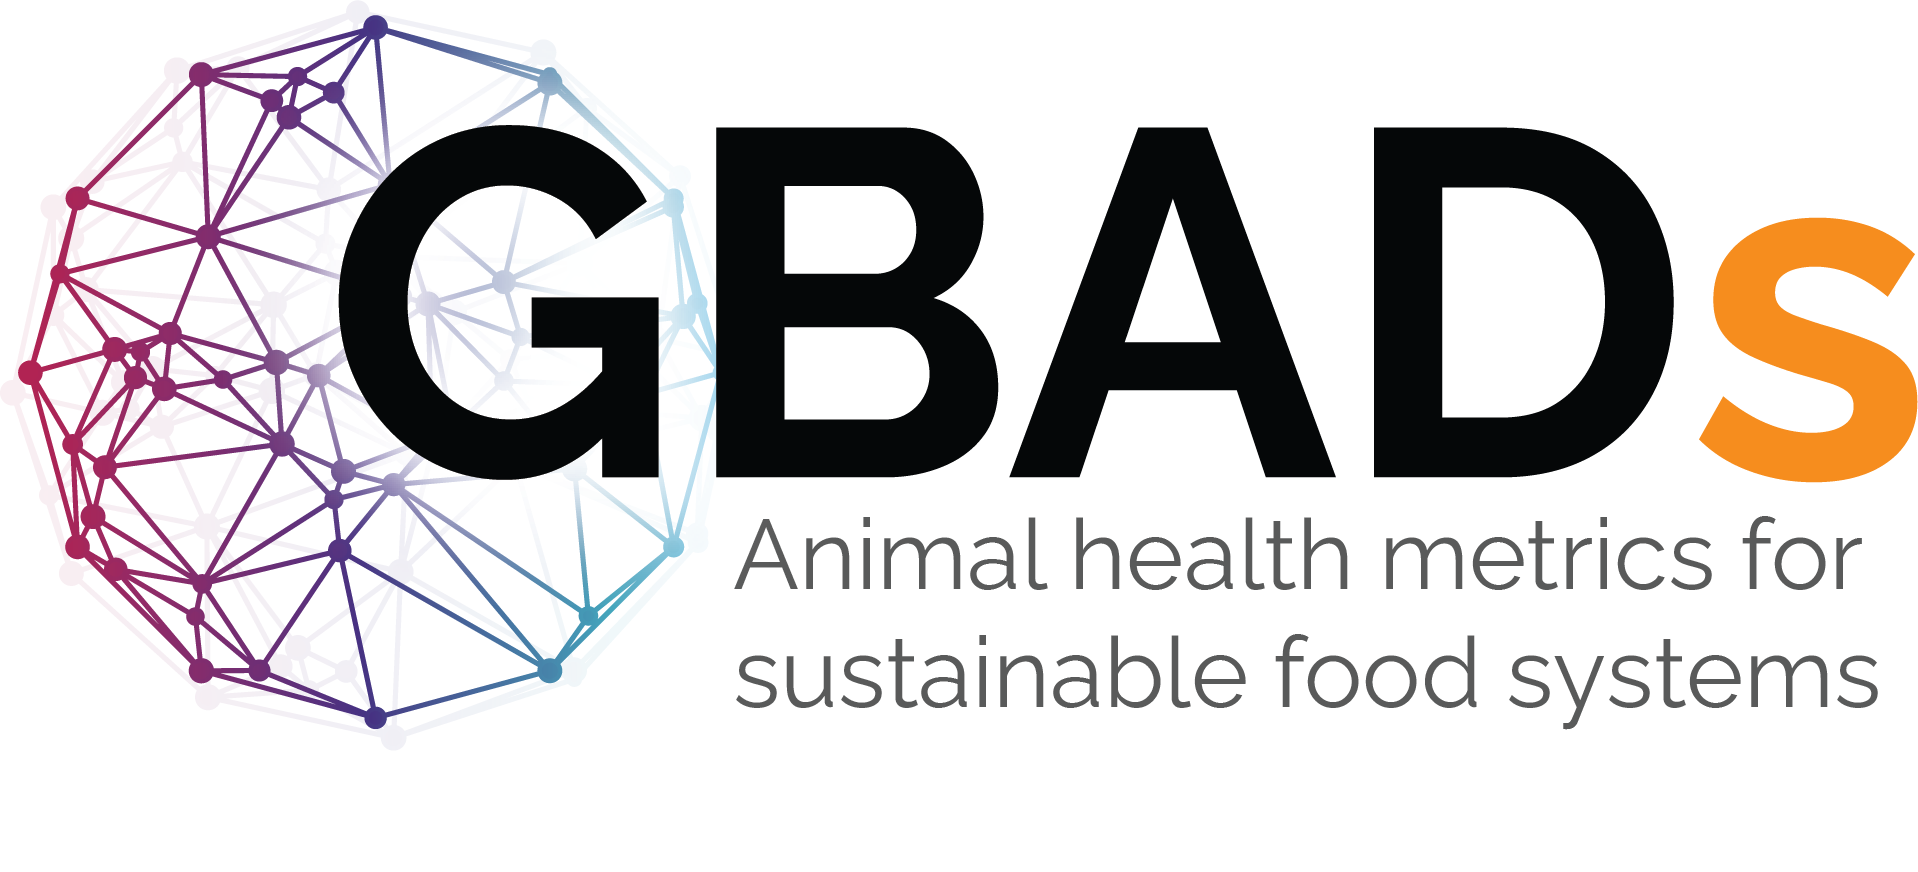 GBADs
Animal health metrics for
sustainable food systems